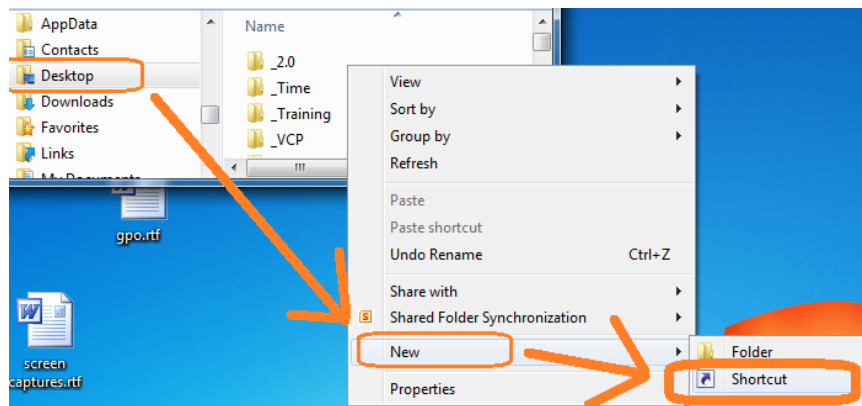 AppData
Contacts
Desktop
Downloads
Favorites
Links
My Documents
Name
_2.0
_Time
_Training
_VCP
gpo.rtf
screen
captures.rtf
View
Sort by
Group by
Refresh
Paste
Paste shortcut
Undo Rename Ctrl+Z
Share with
S Shared Folder Synchronization
New
Properties
Folder
Shortcut